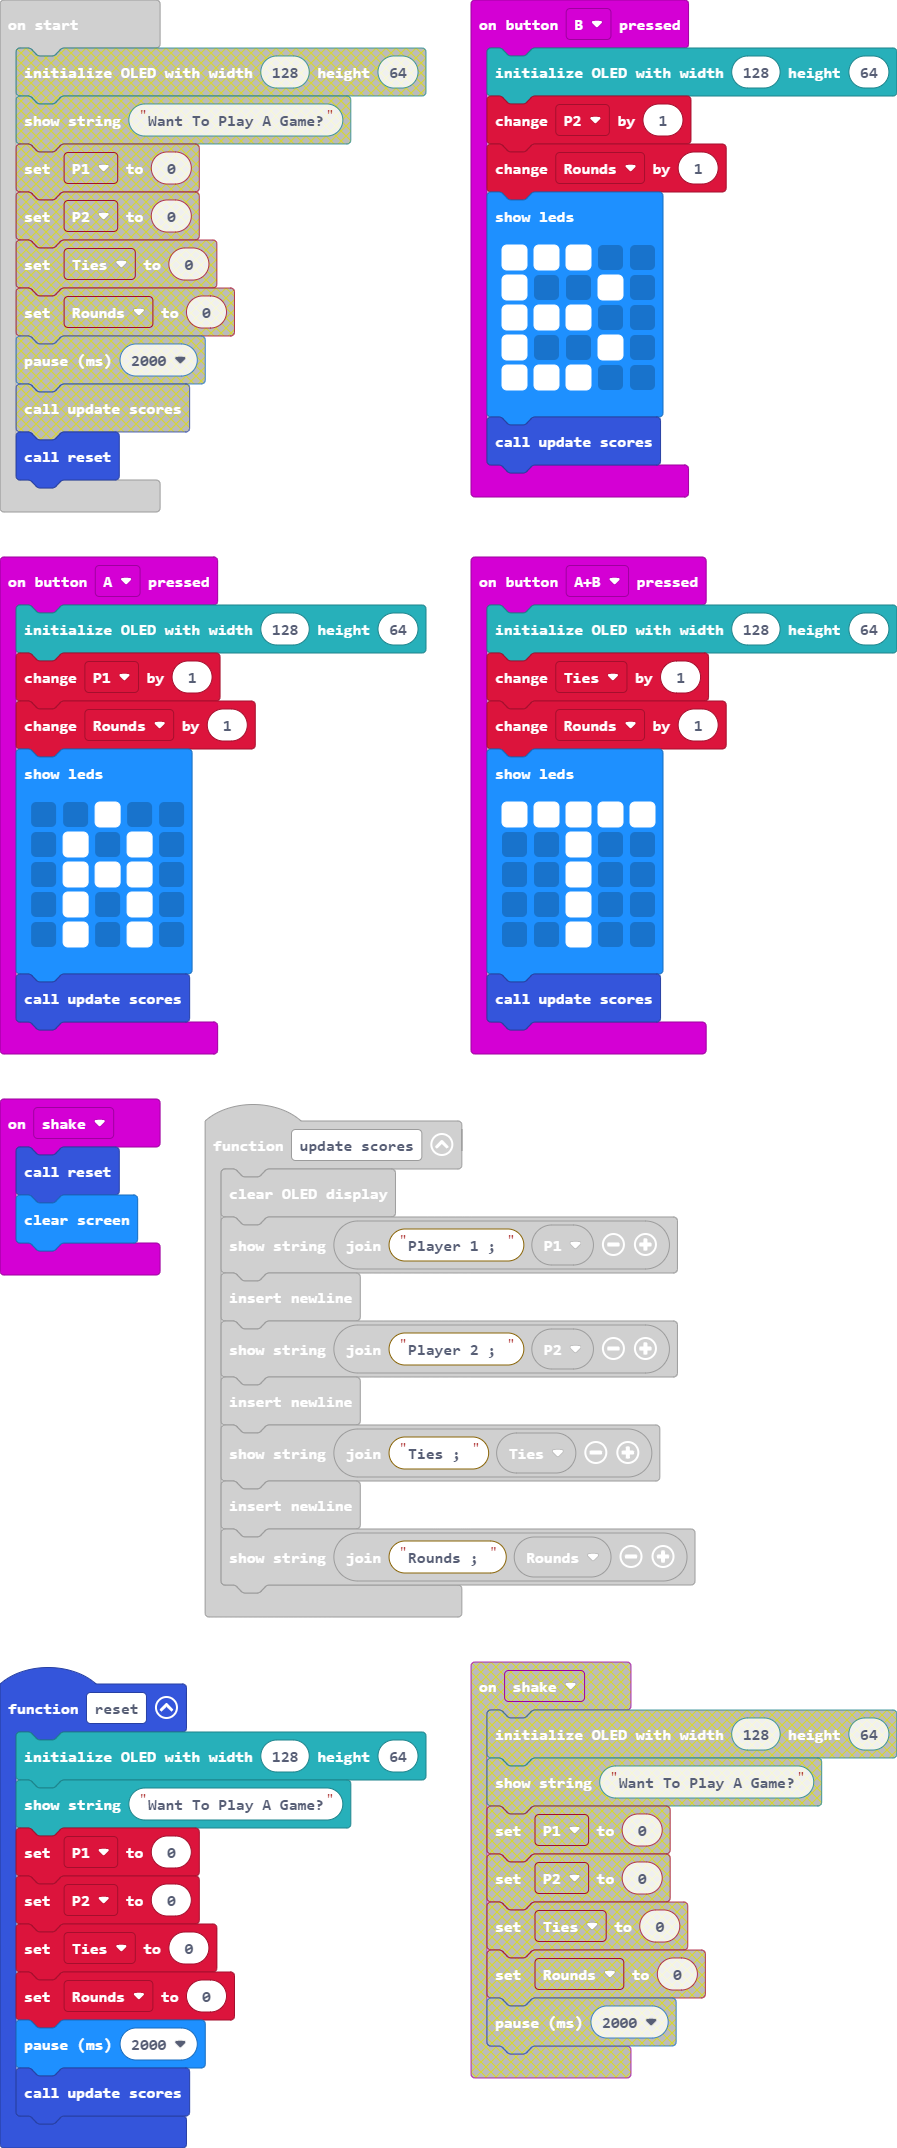 on start
initialize OLED with width 128 height 64
show string "Want To Play A Game?"
set P1 to 0
set P2 to 0
set Ties to 0
set Rounds to 0
pause (ms) 2000
call update scores
call reset
on button B pressed
initialize OLED with width 128 height 64
change P2 by 1
change Rounds by 1
show leds
call update scores
on button A pressed
initialize OLED with width 128 height 64
change P1 by 1
change Rounds by 1
show leds
call update scores
on button A+B pressed
initialize OLED with width 128 height 64
change Ties by 1
change Rounds by 1
show leds
call update scores
on shake
call reset
clear screen
function update scores
clear OLED display
show string join "Player 1 ; " P1
insert newline
show string join "Player 2 ; " P2
insert newline
show string join "Ties ; " Ties
insert newline
show string join "Rounds ; " Rounds
function reset
initialize OLED with width 128 height 64
show string "Want To Play A Game?"
set P1 to 0
set P2 to 0
set Ties to 0
set Rounds to 0
pause (ms) 2000
call update scores
on shake
initialize OLED with width 128 height 64
show string "Want To Play A Game?"
set P1 to 0
set P2 to 0
set Ties to 0
set Rounds to 0
pause (ms) 2000